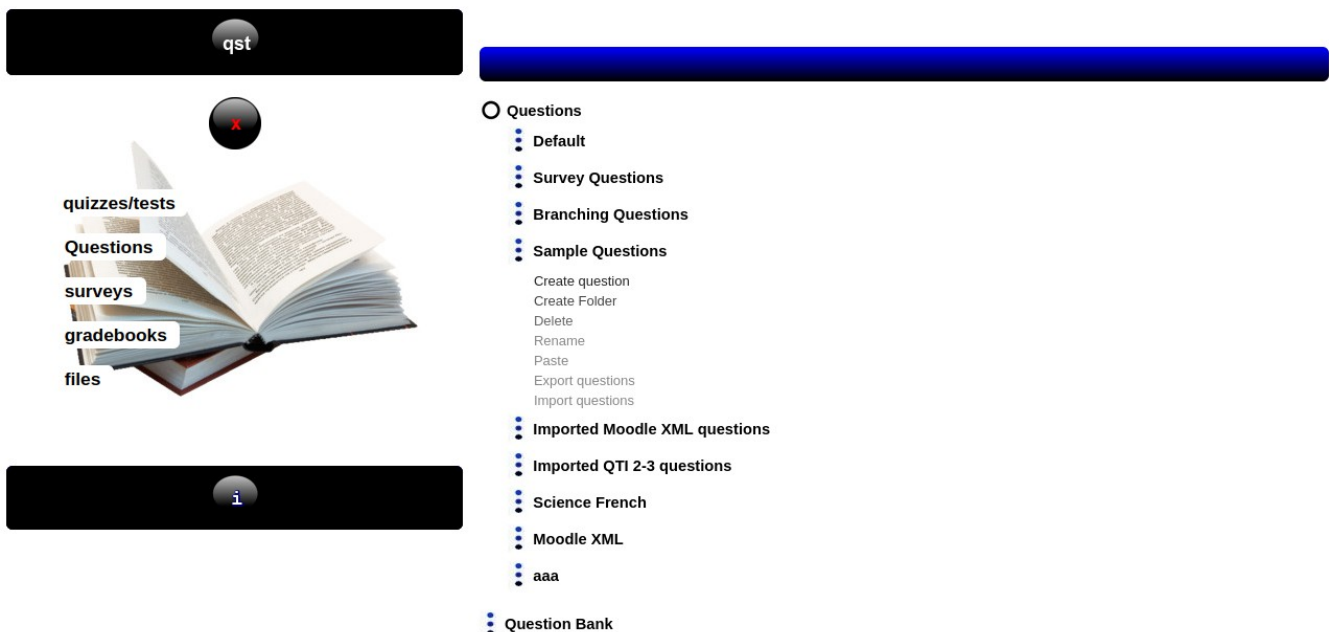 qst
x
quizzes/tests
Questions
surveys
gradebooks
files
i
Questions
Default
Survey Questions
Branching Questions
Sample Questions
Create question
Create Folder
Delete
Rename
Paste
Export questions
Import questions
Imported Moodle XML questions
Imported QTI 2-3 questions
Science French
Moodle XML
aaa
Question Bank